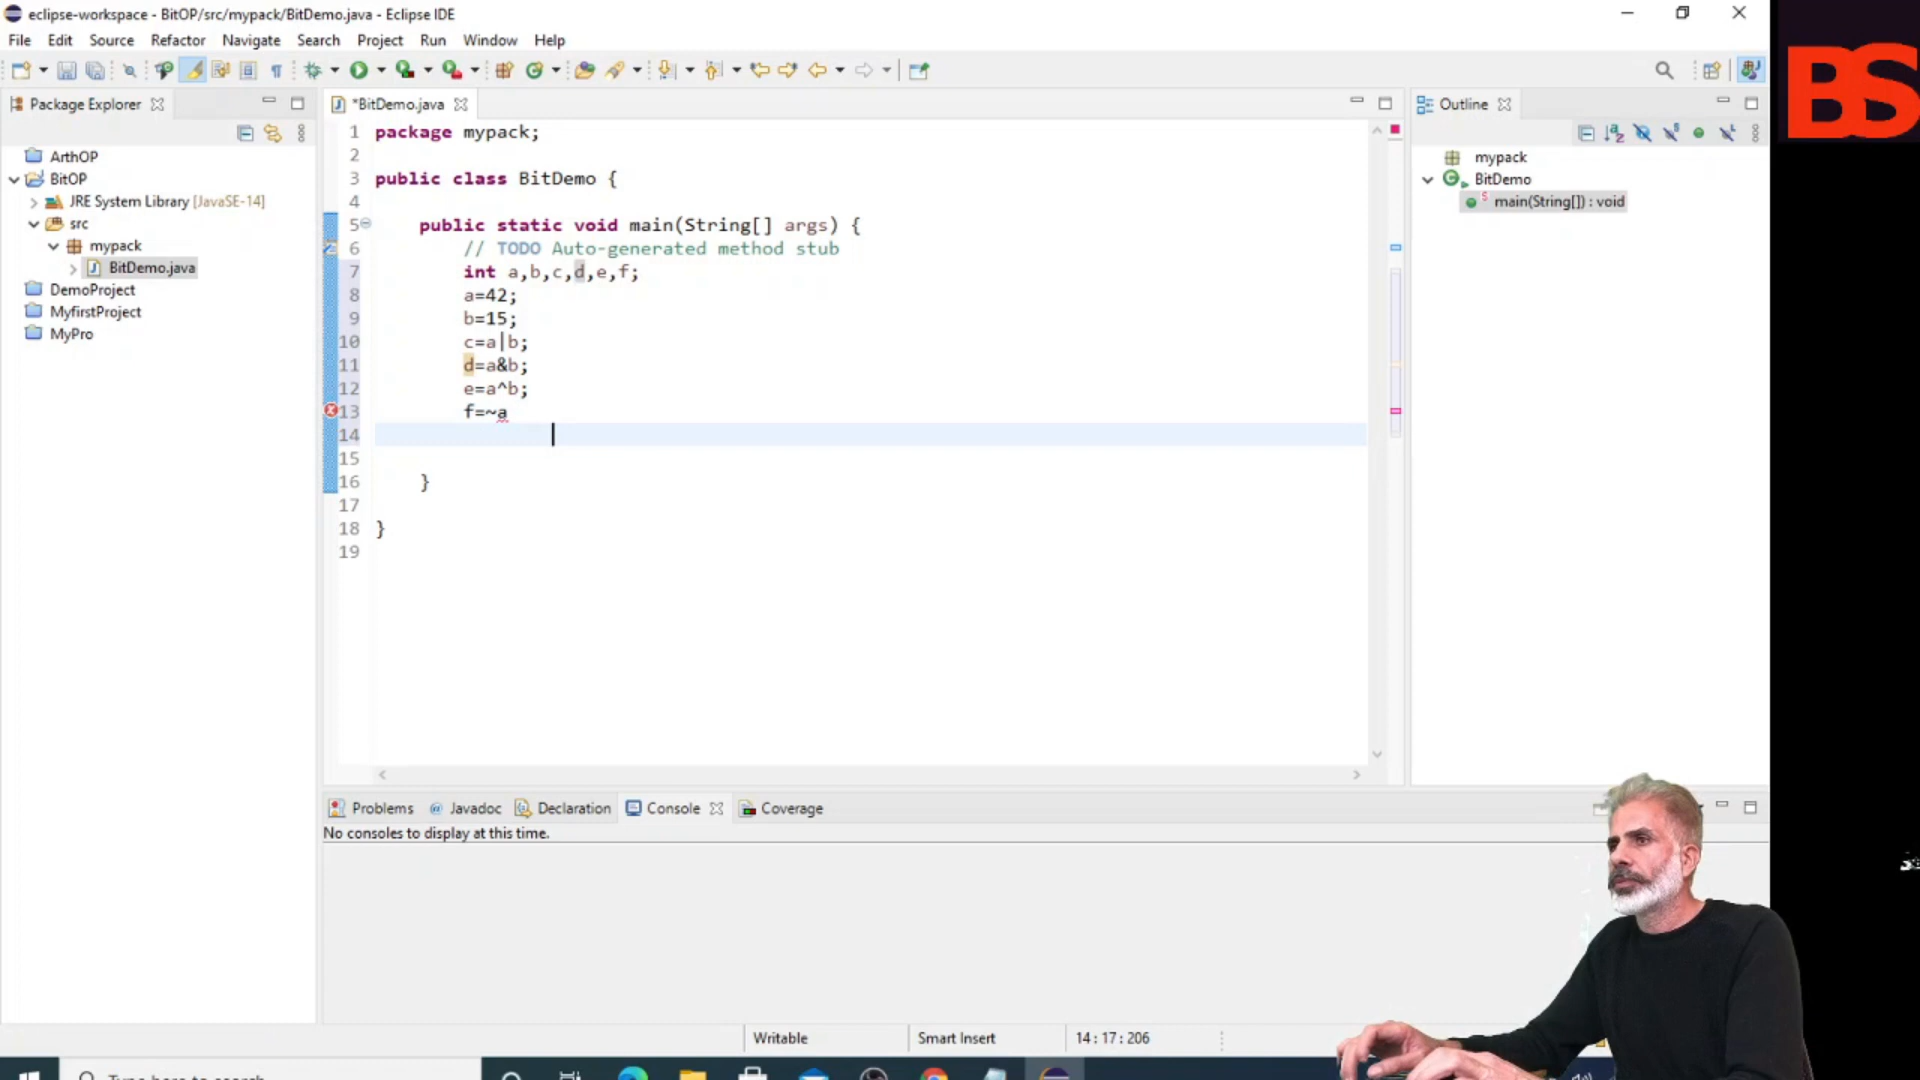 eclipse-workspace - BitOP/src/mypack/BitDemo.java - Eclipse IDE
File Edit Source Refactor Navigate Search Project Run Window Help
BS
Package Explorer
*BitDemo.java
Outline
ArthOP
BitOP
JRE System Library [JavaSE-14]
src
mypack
BitDemo.java
DemoProject
MyfirstProject
MyPro
1 package mypack;
2
3 public class BitDemo {
4
5 public static void main(String[] args) {
6 // TODO Auto-generated method stub
7 int a,b,c,d,e,f;
8 a=42;
9 b=15;
10 c=a|b;
11 d=a&b;
12 e=a^b;
13 f=~a
14
15
16 }
17
18 }
19
mypack
BitDemo
main(String[]) : void
Problems Javadoc Declaration Console Coverage
No consoles to display at this time.
Writable Smart Insert 14 : 17 : 206
Type here to search